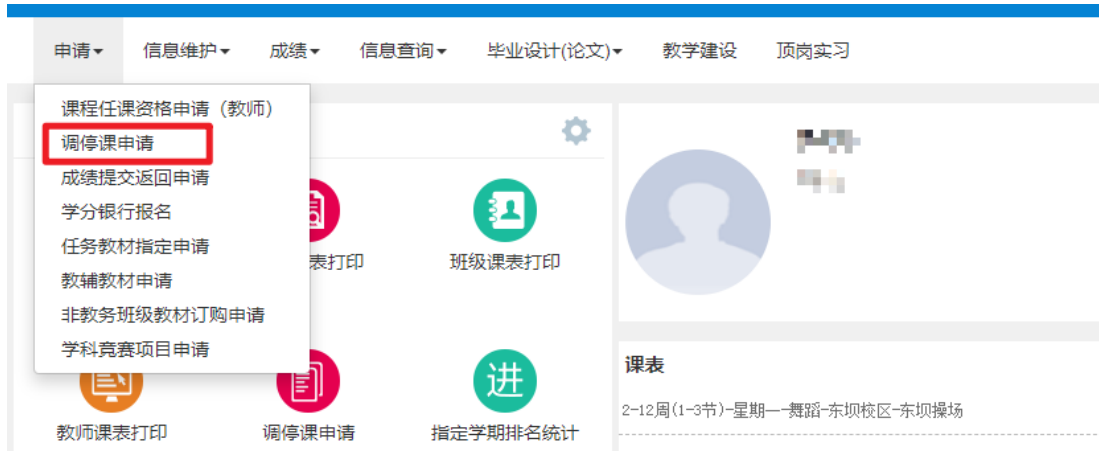 申请 信息维护 成绩 信息查询 毕业设计(论文) 教学建设 顶岗实习
课程任课资格申请（教师）
调停课申请
成绩提交返回申请
学分银行报名
任务教材指定申请
教辅教材申请
非教务班级教材订购申请
学科竞赛项目申请
表打印 班级课表打印
进
教师课表打印 调停课申请 指定学期排名统计
课表
2-12周(1-3节)-星期一-舞蹈-东坝校区-东坝操场